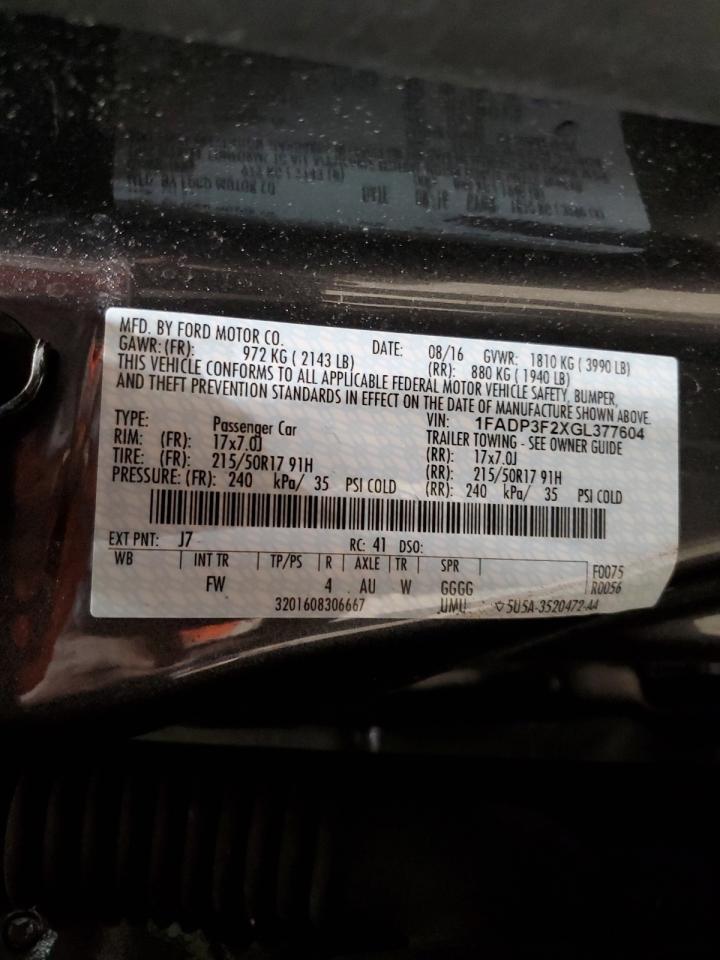 MFD. BY FORD MOTOR CO. DATE: 08/16 GVWR: 1810 KG ( 3990 LB)
GAWR: (FR): 972 KG ( 2143 LB) (RR): 880 KG ( 1940 LB)
THIS VEHICLE CONFORMS TO ALL APPLICABLE FEDERAL MOTOR VEHICLE SAFETY, BUMPER,
AND THEFT PREVENTION STANDARDS IN EFFECT ON THE DATE OF MANUFACTURE SHOWN ABOVE.
VIN: 1FADP3F2XGL377604
TYPE: Passenger Car TRAILER TOWING - SEE OWNER GUIDE
RIM: (FR): 17x7.0J (RR): 17x7.0J
TIRE: (FR): 215/50R17 91H (RR): 215/50R17 91H
PRESSURE: (FR): 240 kPa/ 35 PSI COLD (RR): 240 kPa/ 35 PSI COLD
EXT PNT: J7 RC: 41 DSO:
WB INT TR TP/PS R AXLE TR SPR F0075
FW 4 AU W GGGG R0056
3201608306667 UMU 5U5A-3520472-AA